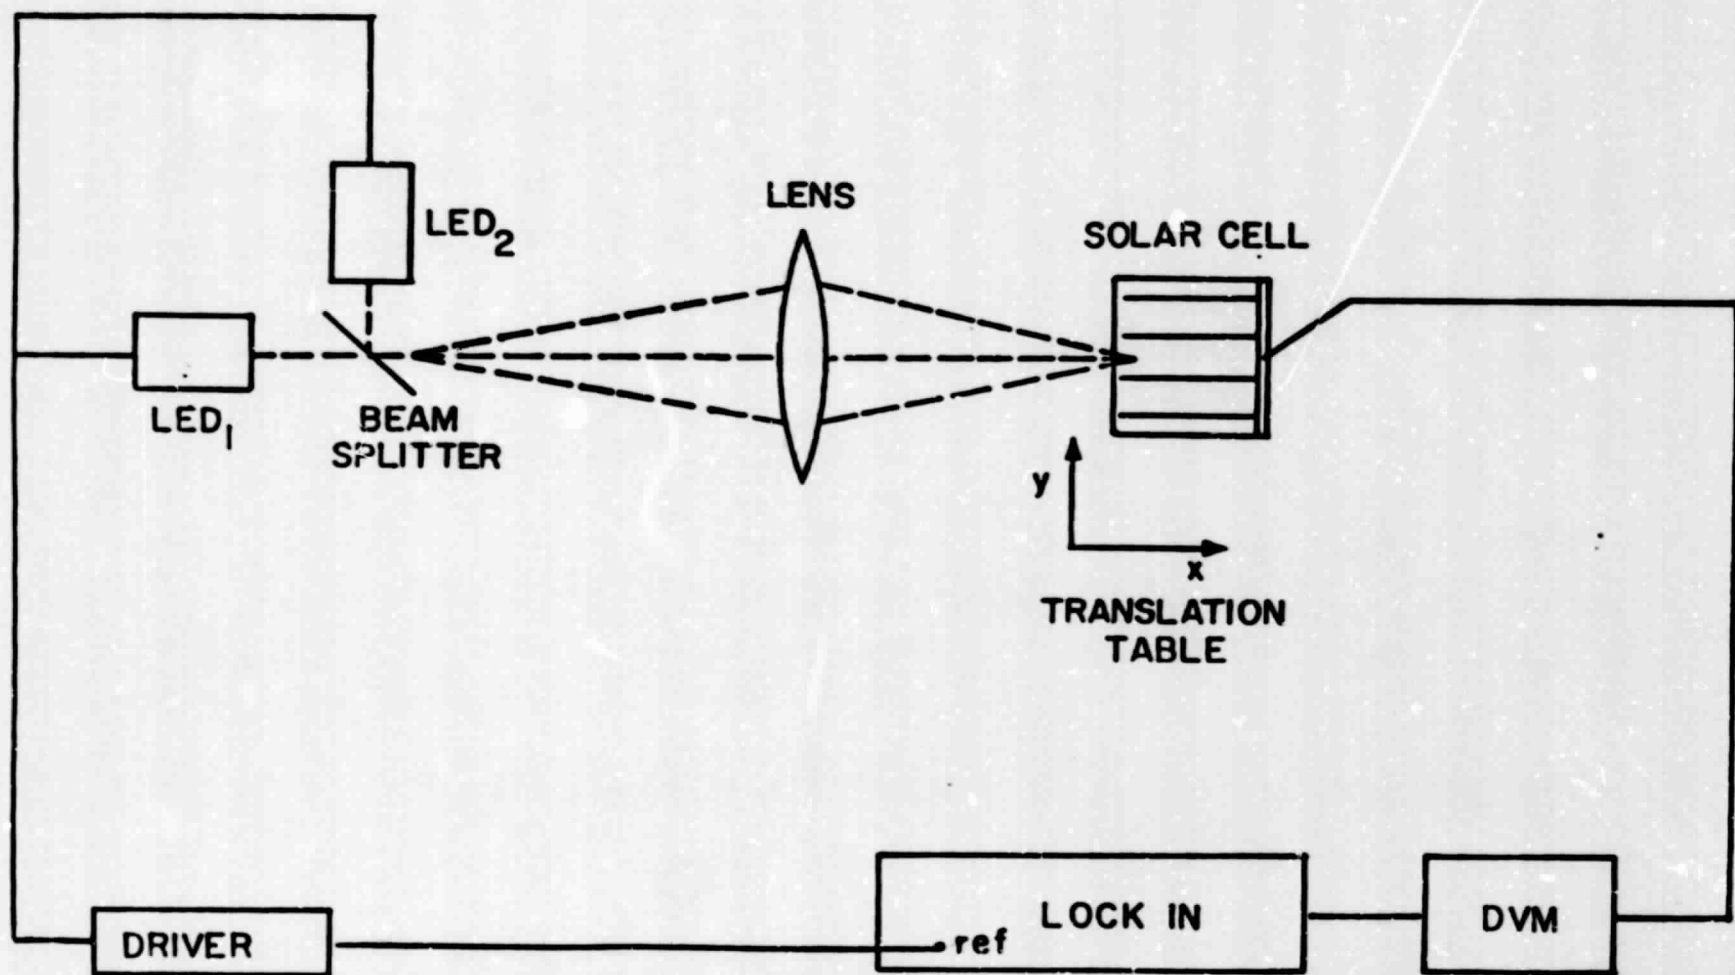 LED₂
LENS
SOLAR CELL
LED₁
BEAM
SPLITTER
y
x
TRANSLATION
TABLE
DRIVER
ref
LOCK IN
DVM